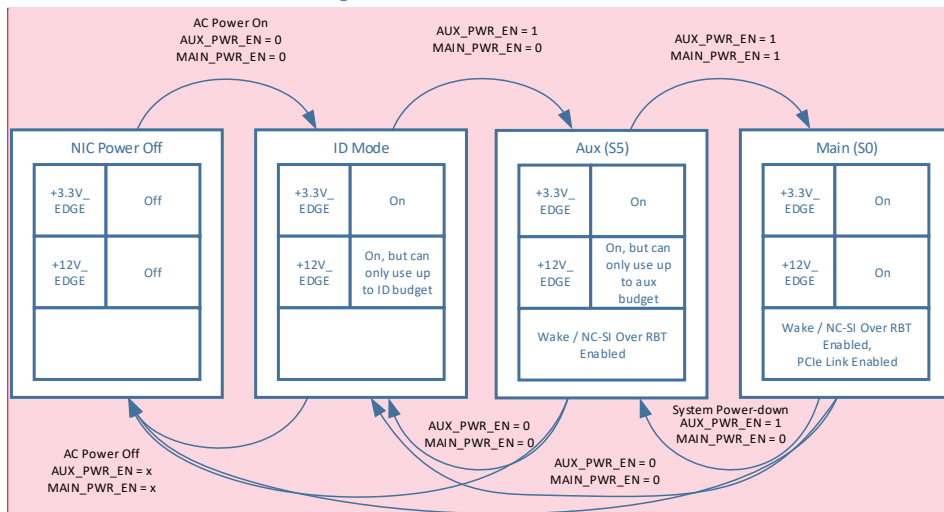 AC Power On
AUX_PWR_EN = 0
MAIN_PWR_EN = 0
AUX_PWR_EN = 1
MAIN_PWR_EN = 0
AUX_PWR_EN = 1
MAIN_PWR_EN = 1
NIC Power Off
+3.3V_
EDGE
Off
+12V_
EDGE
Off
ID Mode
+3.3V_
EDGE
On
+12V_
EDGE
On, but can
only use up
to ID budget
Aux (S5)
+3.3V_
EDGE
On
+12V_
EDGE
On, but can
only use up
to aux
budget
Wake / NC-SI Over RBT
Enabled
Main (S0)
+3.3V_
EDGE
On
+12V_
EDGE
On
Wake / NC-SI Over RBT
Enabled,
PCIe Link Enabled
AC Power Off
AUX_PWR_EN = x
MAIN_PWR_EN = x
AUX_PWR_EN = 0
MAIN_PWR_EN = 0
AUX_PWR_EN = 0
MAIN_PWR_EN = 0
System Power-down
AUX_PWR_EN = 1
MAIN_PWR_EN = 0